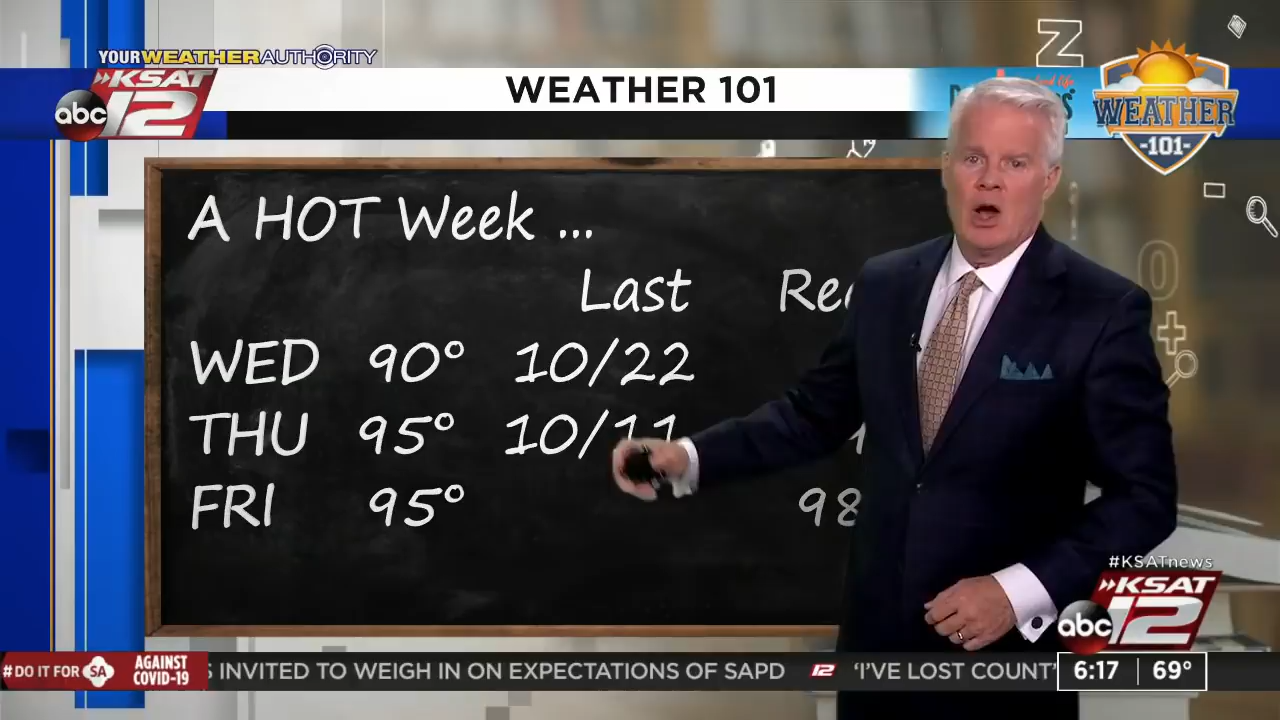 YOUR WEATHER AUTHORITY
KSAT
abc 12
WEATHER 101
WEATHER
-101-
A HOT Week ...
Last
WED 90° 10/22
THU 95° 10/11
FRI 95° 98
#KSATnews
KSAT
abc 12
#DO IT FOR SA AGAINST COVID-19
INVITED TO WEIGH IN ON EXPECTATIONS OF SAPD 12 'I'VE LOST COUNT'
6:17 69°